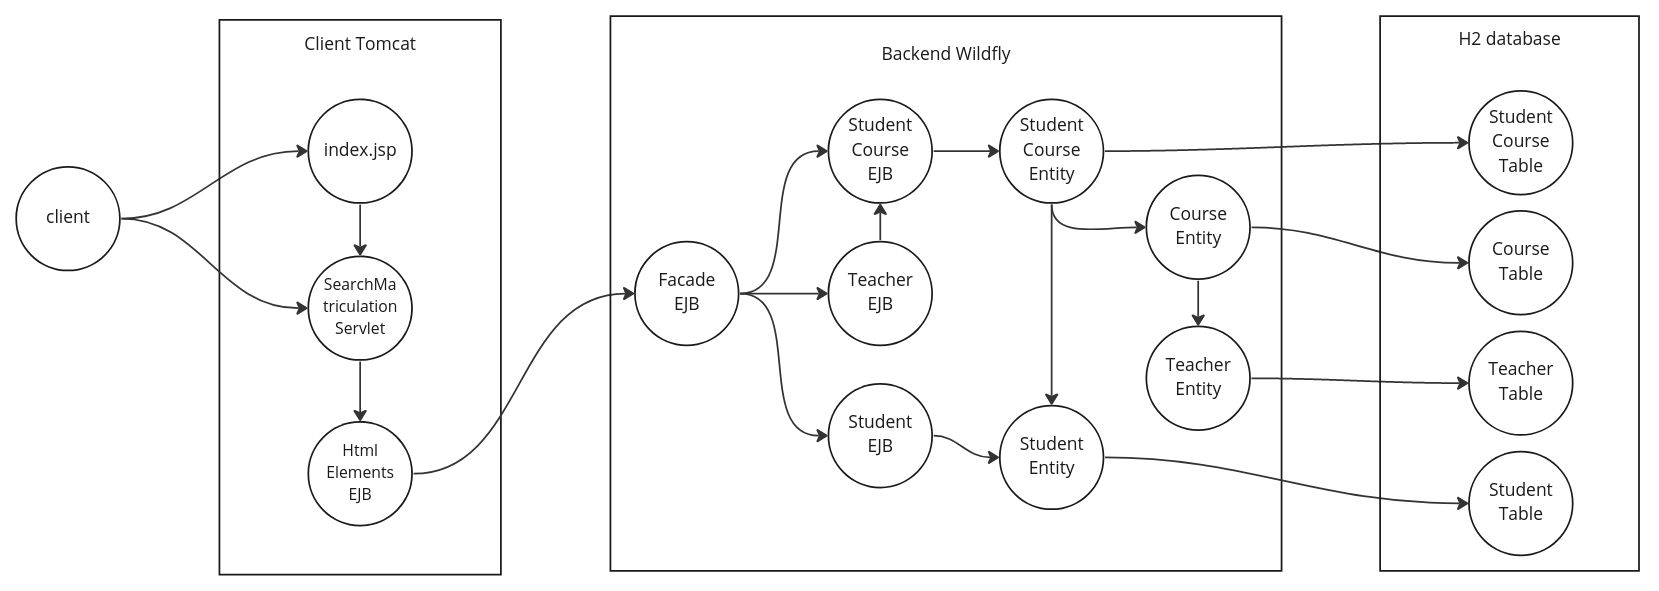 client
Client Tomcat
index.jsp
SearchMa
triculation
Servlet
Html
Elements
EJB
Backend Wildfly
Facade
EJB
Student
Course
EJB
Teacher
EJB
Student
EJB
Student
Course
Entity
Student
Entity
Course
Entity
Teacher
Entity
H2 database
Student
Course
Table
Course
Table
Teacher
Table
Student
Table